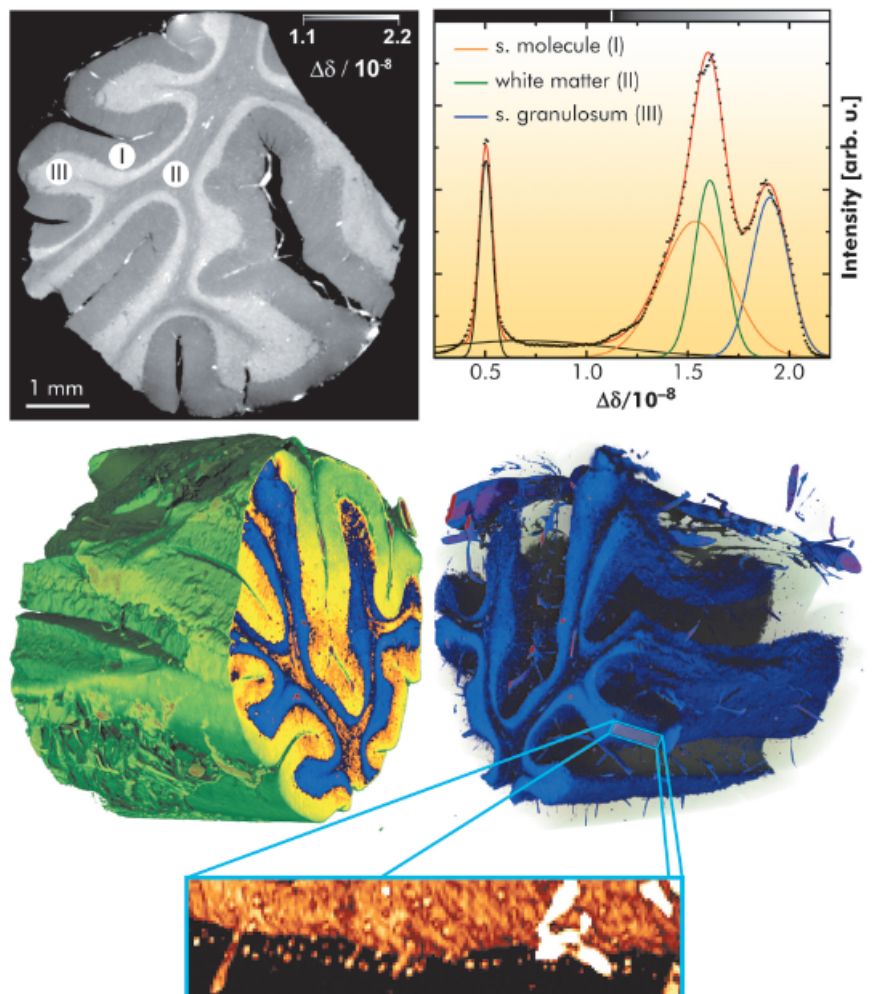 1.1 2.2
Δδ / 10⁻⁸
I
III
II
1 mm
s. molecule (I)
white matter (II)
s. granulosum (III)
Intensity [arb. u.]
0.5 1.0 1.5 2.0
Δδ/10⁻⁸